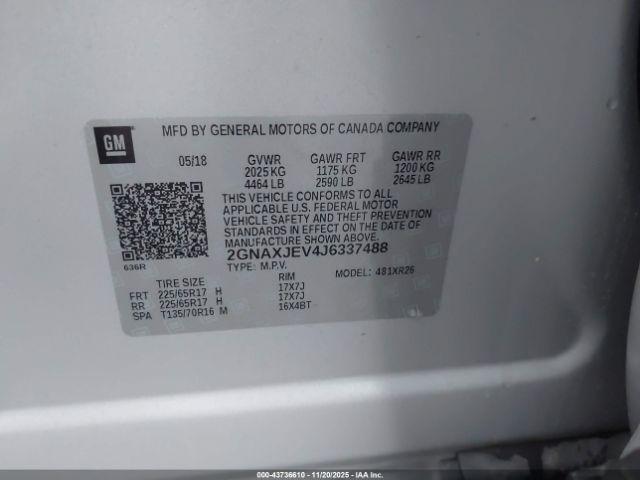 GM
MFD BY GENERAL MOTORS OF CANADA COMPANY
05/18 GVWR GAWR FRT GAWR RR
2025 KG 1175 KG 1200 KG
4464 LB 2590 LB 2645 LB
THIS VEHICLE CONFORMS TO ALL
APPLICABLE U.S. FEDERAL MOTOR
VEHICLE SAFETY AND THEFT PREVENTION
STANDARDS IN EFFECT ON THE DATE OF
MANUFACTURE SHOWN ABOVE.
2GNAXJEV4J6337488
636R TYPE: M.P.V. MODEL: 481XR26
TIRE SIZE RIM
FRT 225/65R17 H 17X7J
RR 225/65R17 H 17X7J
SPA T135/70R16 M 16X4BT
000-43736610 - 11/20/2025 - IAA Inc.